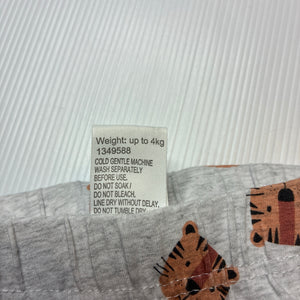 Weight: up to 4kg
1349588
COLD GENTLE MACHINE
WASH SEPARATELY
BEFORE USE.
DO NOT SOAK /
DO NOT BLEACH.
LINE DRY WITHOUT DELAY.
DO NOT TUMBLE DRY